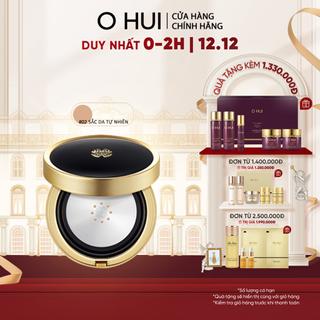 O HUI
CỬA HÀNG
CHÍNH HÃNG
DUY NHẤT 0-2H | 12.12
QUÀ TẶNG KÈM 1.330.000Đ
#02 SẮC DA TỰ NHIÊN
O HUI
ĐƠN TỪ 1.400.000Đ
ĐƠN TỪ 2.500.000Đ
*Số lượng có hạn
*Quà tặng sẽ hiển thị cùng với giỏ hàng
*Kiểm tra giỏ hàng trước khi thanh toán